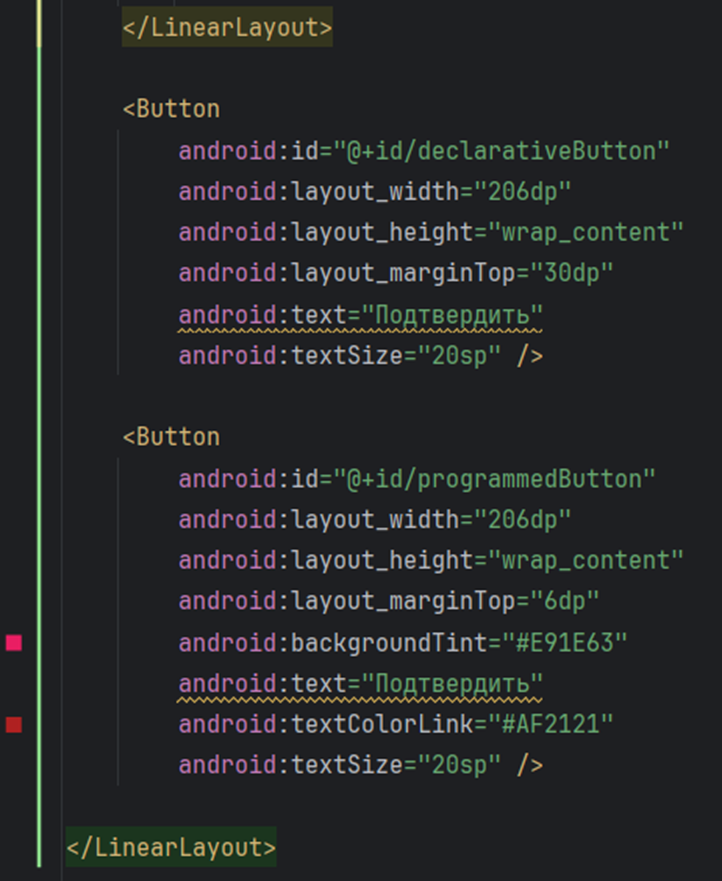 </LinearLayout>
<Button
android:id="@+id/declarativeButton"
android:layout_width="206dp"
android:layout_height="wrap_content"
android:layout_marginTop="30dp"
android:text="Подтвердить"
android:textSize="20sp" />
<Button
android:id="@+id/programmedButton"
android:layout_width="206dp"
android:layout_height="wrap_content"
android:layout_marginTop="6dp"
android:backgroundTint="#E91E63"
android:text="Подтвердить"
android:textColorLink="#AF2121"
android:textSize="20sp" />
</LinearLayout>